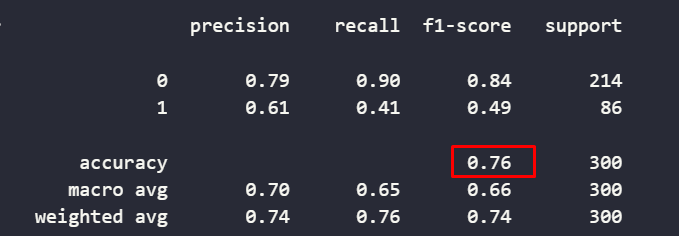 precision recall f1-score support
0 0.79 0.90 0.84 214
1 0.61 0.41 0.49 86
accuracy 0.76 300
macro avg 0.70 0.65 0.66 300
weighted avg 0.74 0.76 0.74 300